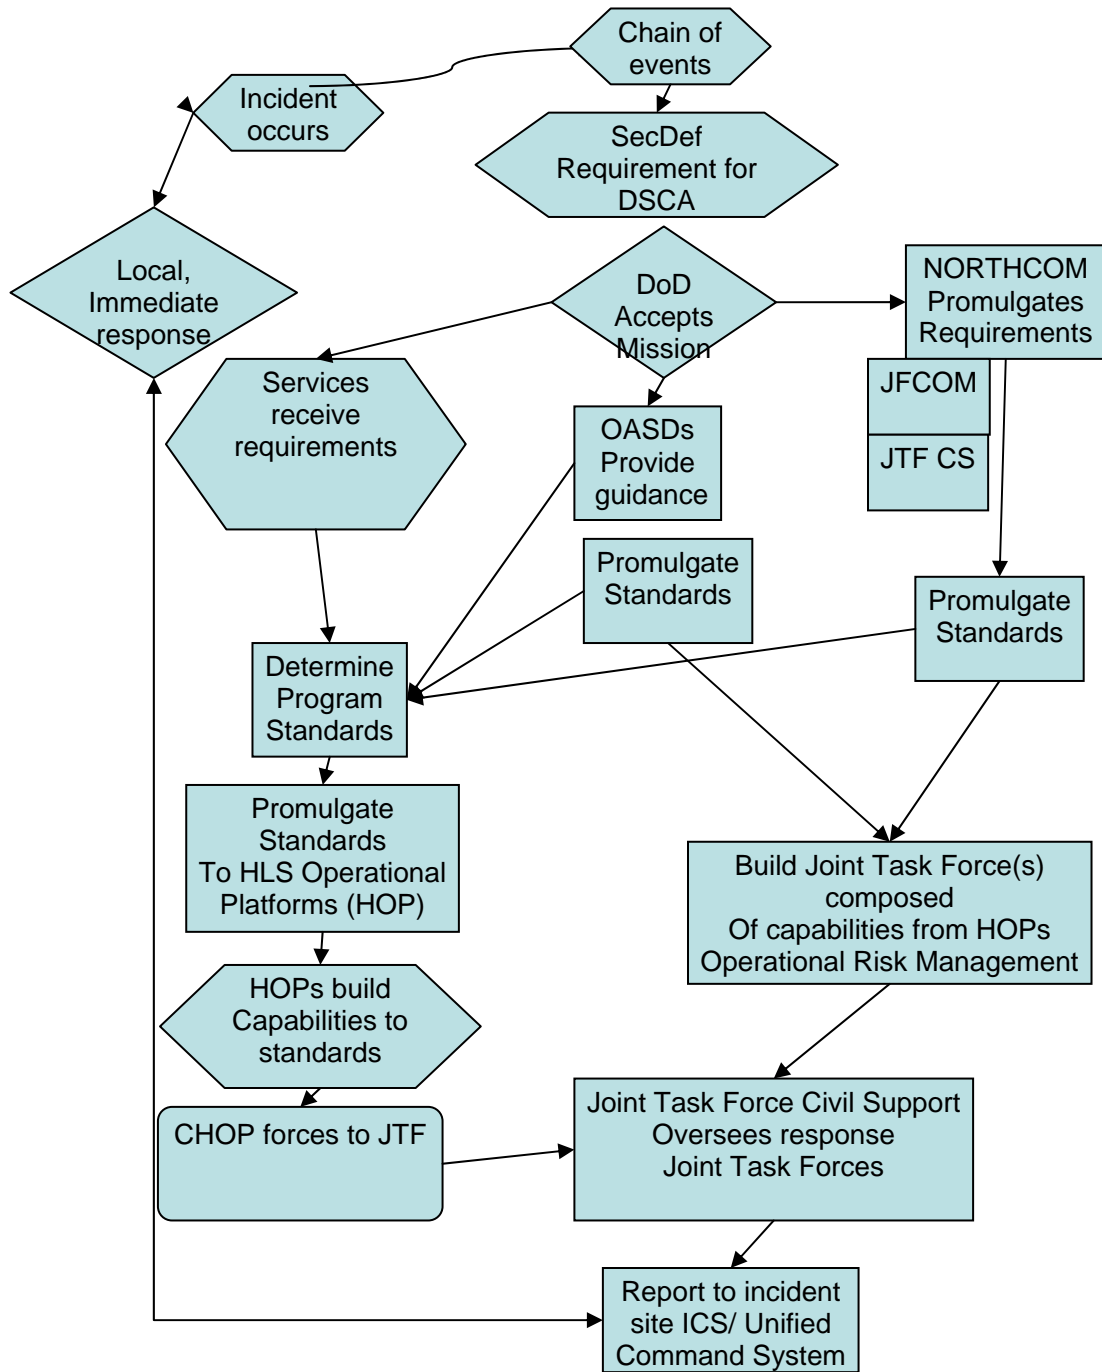 Chain of
events
Incident
occurs
SecDef
Requirement for
DSCA
Local,
Immediate
response
DoD
Accepts
Mission
NORTHCOM
Promulgates
Requirements
JFCOM
JTF CS
Services
receive
requirements
OASDs
Provide
guidance
Promulgate
Standards
Promulgate
Standards
Determine
Program
Standards
Promulgate
Standards
To HLS Operational
Platforms (HOP)
Build Joint Task Force(s)
composed
Of capabilities from HOPs
Operational Risk Management
HOPs build
Capabilities to
standards
CHOP forces to JTF
Joint Task Force Civil Support
Oversees response
Joint Task Forces
Report to incident
site ICS/ Unified
Command System